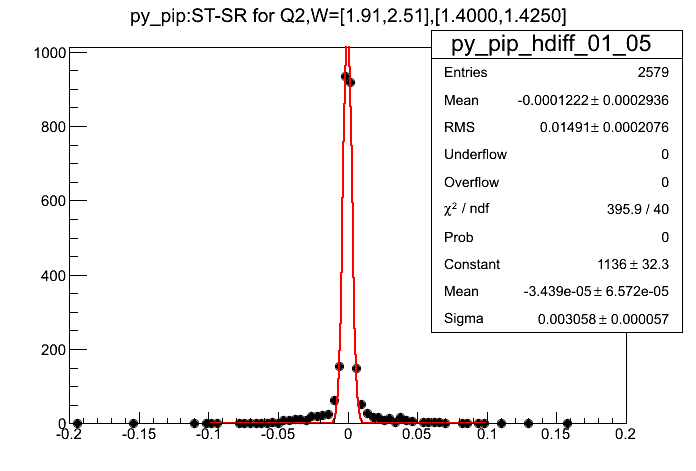 py_pip:ST-SR for Q2,W=[1.91,2.51],[1.4000,1.4250]
py_pip_hdiff_01_05
Entries 2579
Mean -0.0001222 ± 0.0002936
RMS 0.01491 ± 0.0002076
Underflow 0
Overflow 0
χ² / ndf 395.9 / 40
Prob 0
Constant 1136 ± 32.3
Mean -3.439e-05 ± 6.572e-05
Sigma 0.003058 ± 0.000057
1000
800
600
400
200
0
-0.2 -0.15 -0.1 -0.05 0 0.05 0.1 0.15 0.2